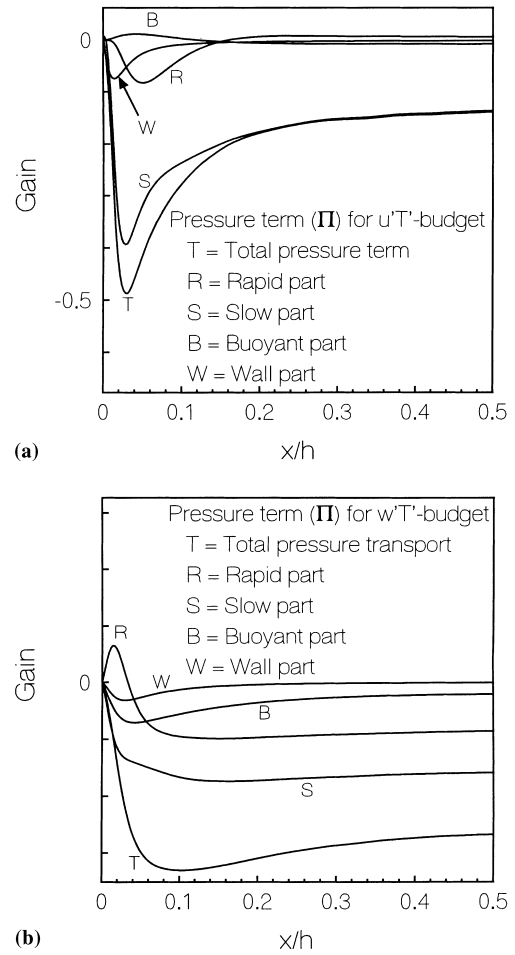 (a)
Gain
0
-0.5
B
R
W
S
T
Pressure term (Π) for u'T'-budget
T = Total pressure term
R = Rapid part
S = Slow part
B = Buoyant part
W = Wall part
0 0.1 0.2 0.3 0.4 0.5
x/h
(b)
Gain
0
Pressure term (Π) for w'T'-budget
T = Total pressure transport
R = Rapid part
S = Slow part
B = Buoyant part
W = Wall part
R
W
B
S
T
0 0.1 0.2 0.3 0.4 0.5
x/h